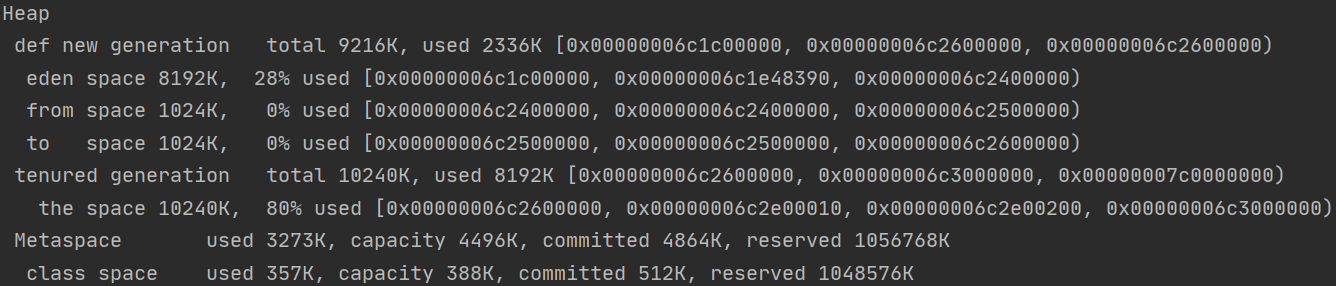 Heap
 def new generation   total 9216K, used 2336K [0x00000006c1c00000, 0x00000006c2600000, 0x00000006c2600000)
  eden space 8192K,  28% used [0x00000006c1c00000, 0x00000006c1e48390, 0x00000006c2400000)
  from space 1024K,   0% used [0x00000006c2400000, 0x00000006c2400000, 0x00000006c2500000)
  to   space 1024K,   0% used [0x00000006c2500000, 0x00000006c2500000, 0x00000006c2600000)
 tenured generation   total 10240K, used 8192K [0x00000006c2600000, 0x00000006c3000000, 0x00000007c0000000)
   the space 10240K,  80% used [0x00000006c2600000, 0x00000006c2e00010, 0x00000006c2e00200, 0x00000006c3000000)
 Metaspace       used 3273K, capacity 4496K, committed 4864K, reserved 1056768K
  class space    used 357K, capacity 388K, committed 512K, reserved 1048576K